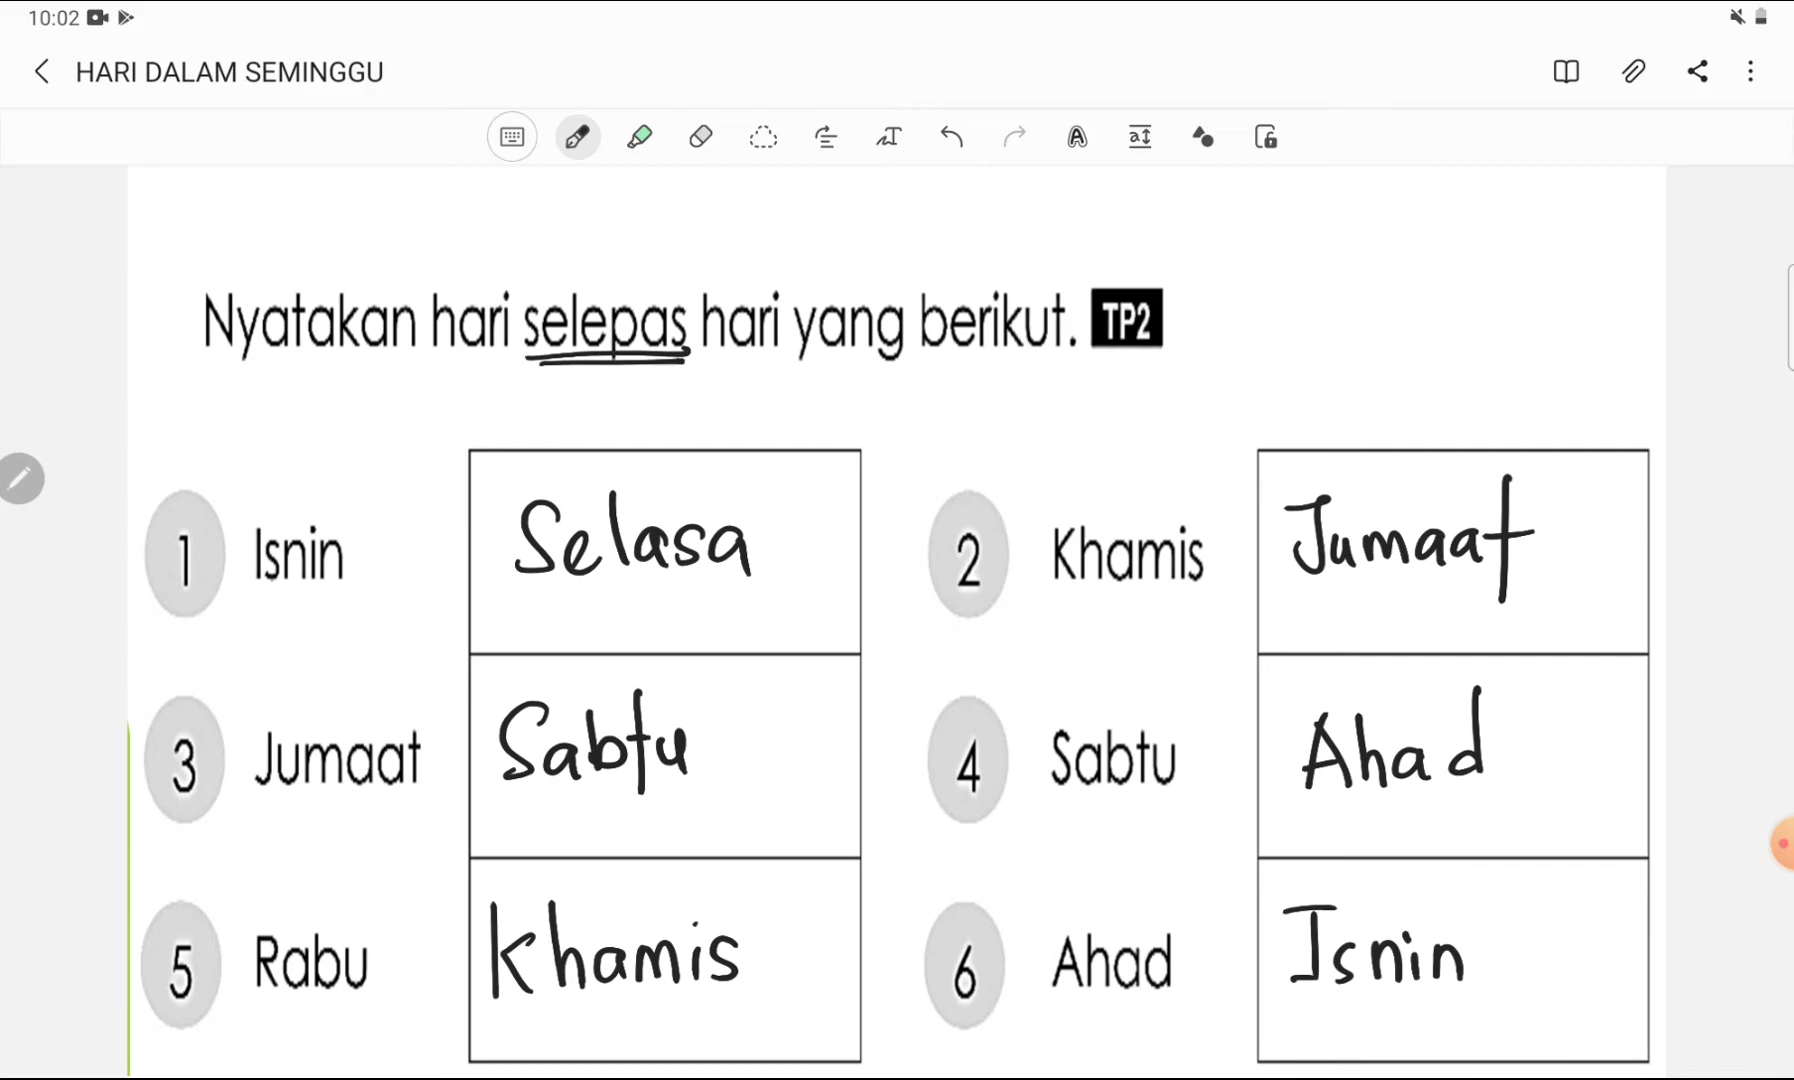 10:02
HARI DALAM SEMINGGU
Nyatakan hari selepas hari yang berikut. TP2
1 Isnin Selasa 2 Khamis Jumaat
3 Jumaat Sabtu 4 Sabtu Ahad
5 Rabu Khamis 6 Ahad Isnin